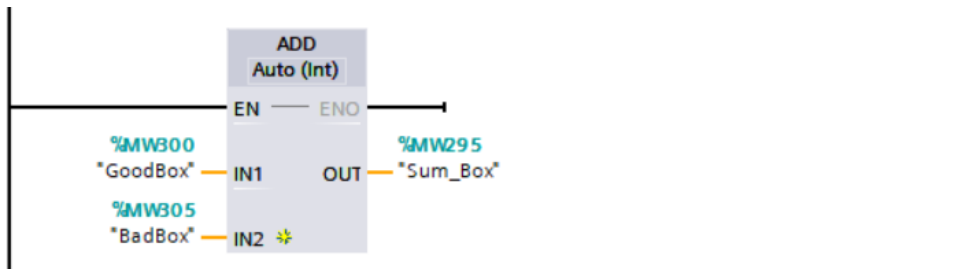 ADD
Auto (Int)
EN ENO
%MW300 %MW295
"GoodBox" IN1 OUT "Sum_Box"
%MW305
"BadBox" IN2